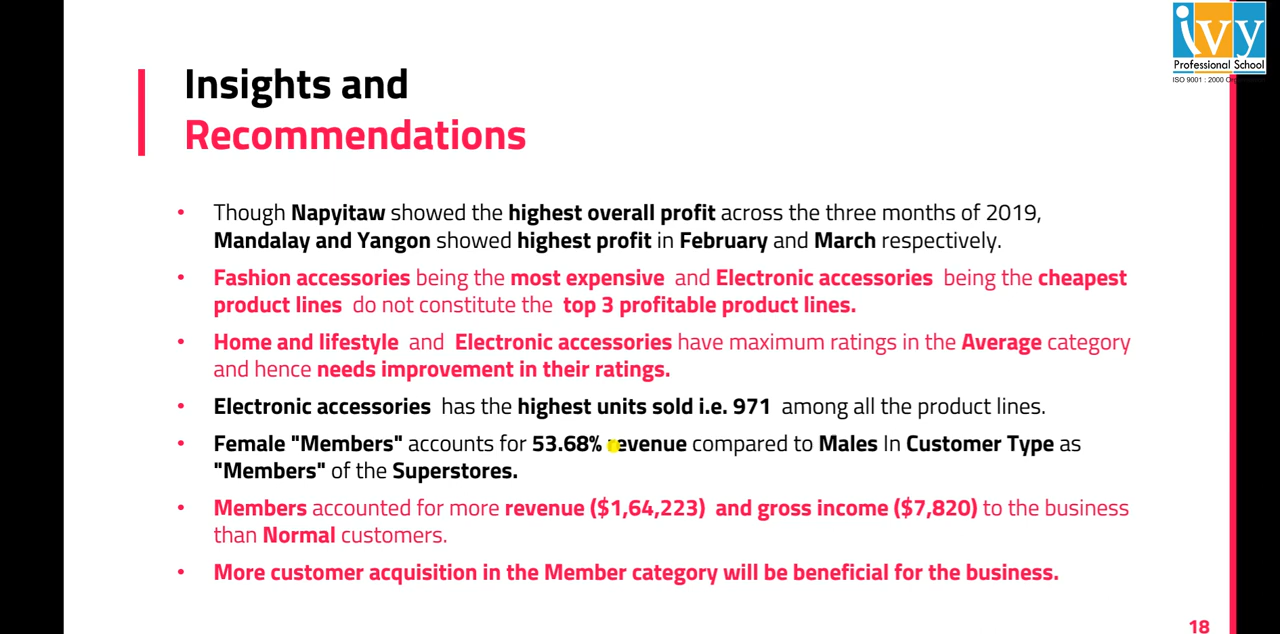 ivy
Professional School
ISO 9001 : 2000
Insights and
Recommendations
• Though Napyitaw showed the highest overall profit across the three months of 2019,
Mandalay and Yangon showed highest profit in February and March respectively.
• Fashion accessories being the most expensive and Electronic accessories being the cheapest
product lines do not constitute the top 3 profitable product lines.
• Home and lifestyle and Electronic accessories have maximum ratings in the Average category
and hence needs improvement in their ratings.
• Electronic accessories has the highest units sold i.e. 971 among all the product lines.
• Female "Members" accounts for 53.68% revenue compared to Males In Customer Type as
"Members" of the Superstores.
• Members accounted for more revenue ($1,64,223) and gross income ($7,820) to the business
than Normal customers.
• More customer acquisition in the Member category will be beneficial for the business.
18